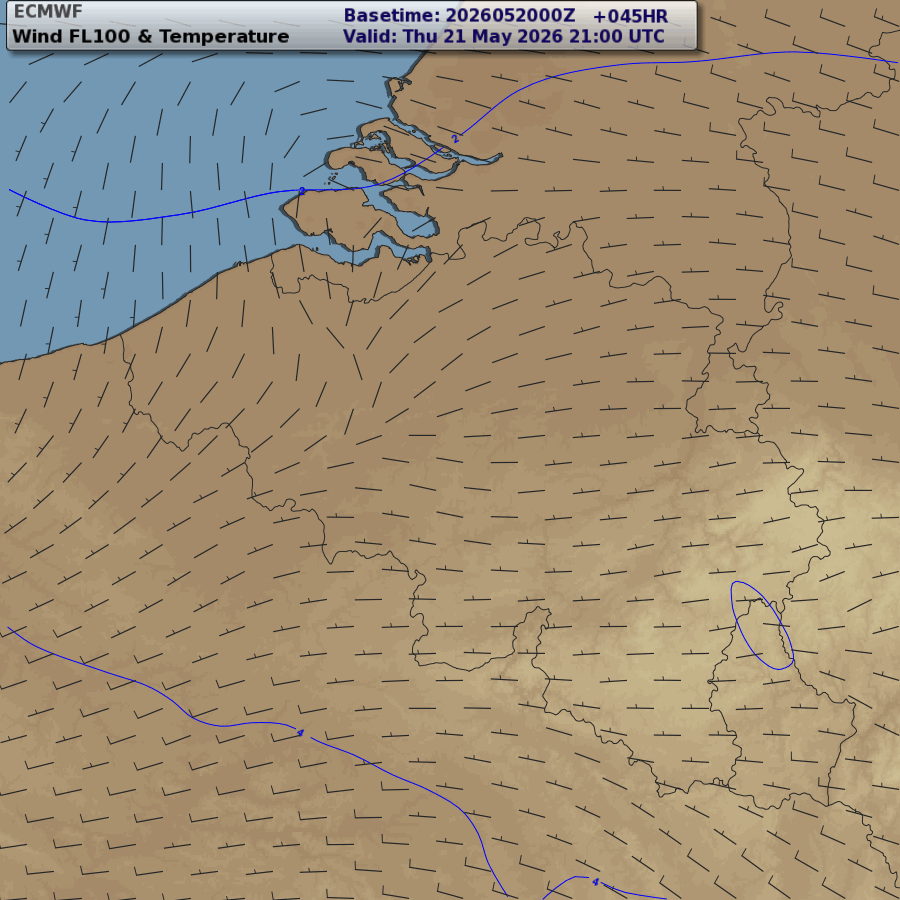 ECMWF
Basetime: 2026052000Z +045HR
Wind FL100 & Temperature
Valid: Thu 21 May 2026 21:00 UTC
2
2
4
4